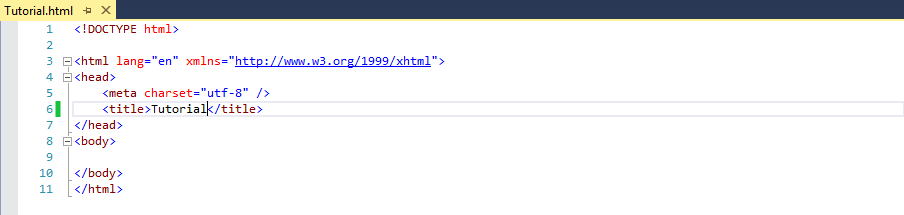 Tutorial.html
1 <!DOCTYPE html>
2
3 <html lang="en" xmlns="http://www.w3.org/1999/xhtml">
4 <head>
5 <meta charset="utf-8" />
6 <title>Tutorial</title>
7 </head>
8 <body>
9
10 </body>
11 </html>